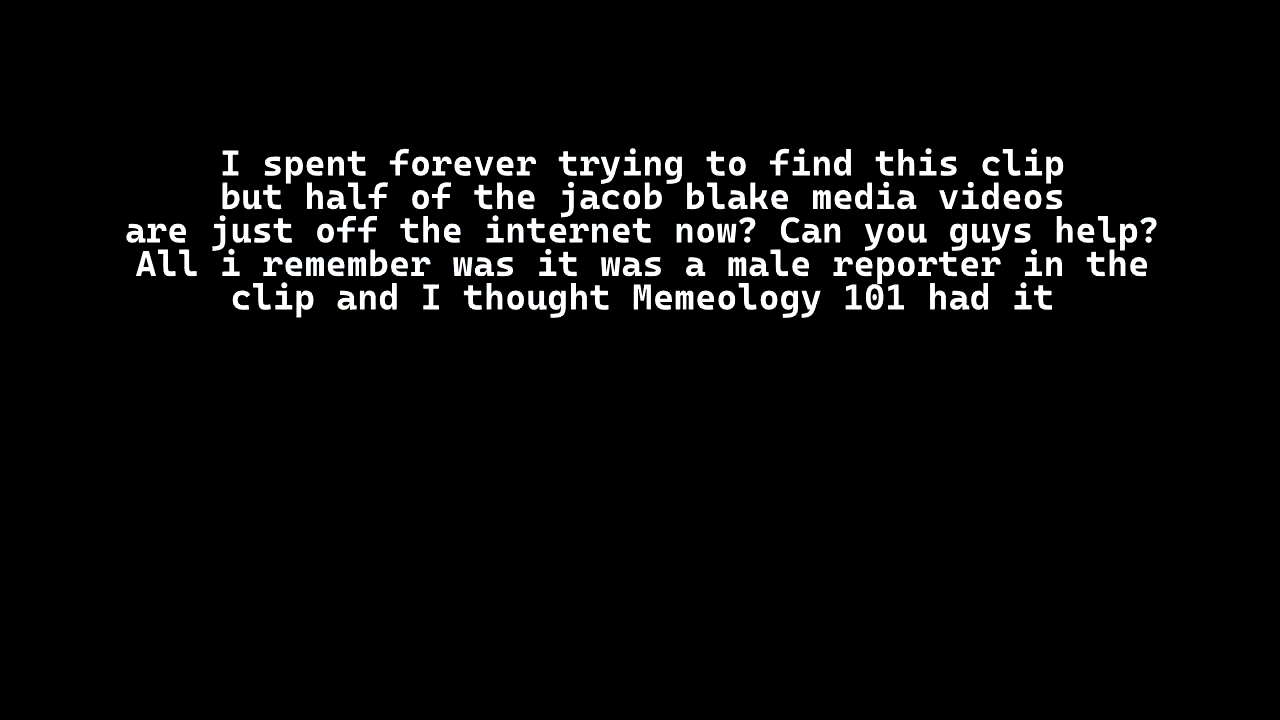 I spent forever trying to find this clip
but half of the jacob blake media videos
are just off the internet now? Can you guys help?
All i remember was it was a male reporter in the
clip and I thought Memeology 101 had it